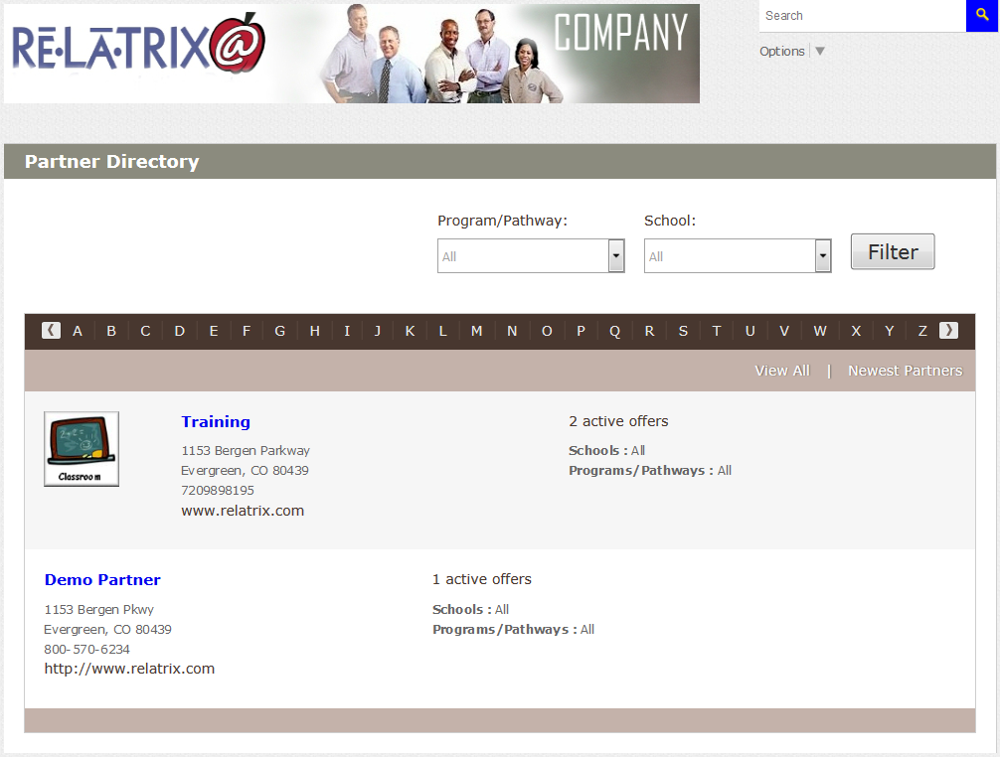 RĒ•LĀ•TRIX@
COMPANY
Search
Options
Partner Directory
Program/Pathway:
School:
All
All
Filter
A B C D E F G H I J K L M N O P Q R S T U V W X Y Z
View All | Newest Partners
Classroom
Training
1153 Bergen Parkway
Evergreen, CO 80439
7209898195
www.relatrix.com
2 active offers
Schools : All
Programs/Pathways : All
Demo Partner
1153 Bergen Pkwy
Evergreen, CO 80439
800-570-6234
http://www.relatrix.com
1 active offers
Schools : All
Programs/Pathways : All